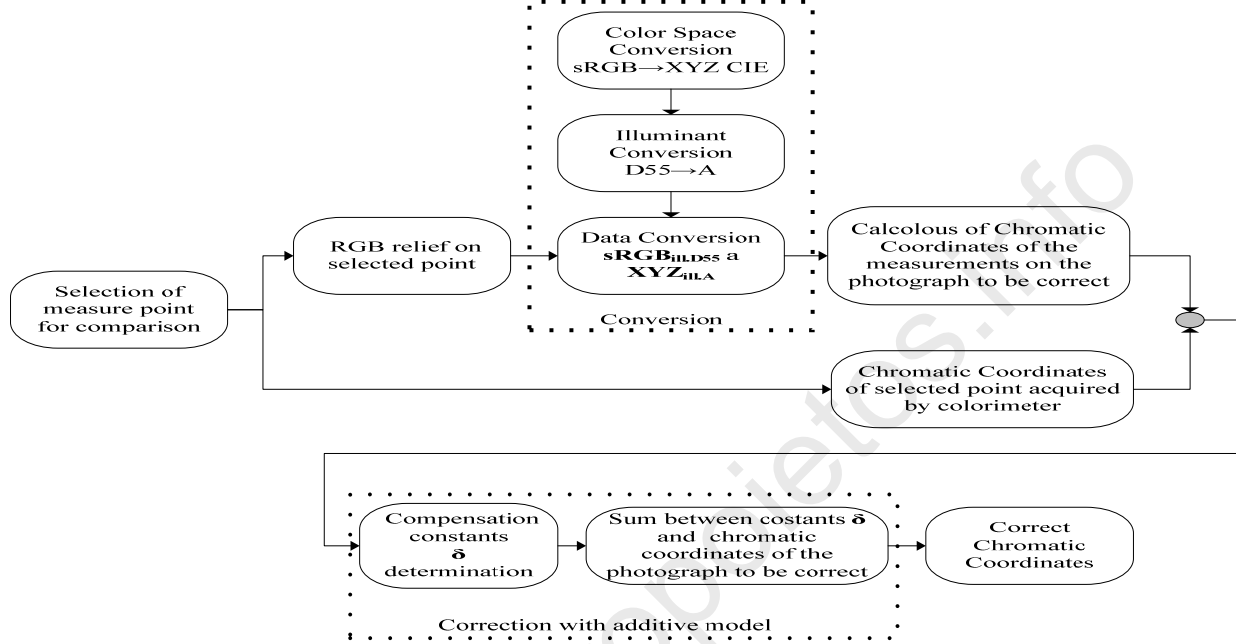 Color Space
Conversion
sRGB→XYZ CIE
Illuminant
Conversion
D55→A
RGB relief on
selected point
Data Conversion
sRGBill.D55 a
XYZill.A
Calcolous of Chromatic
Coordinates of the
measurements on the
photograph to be correct
Selection of
measure point
for comparison
Conversion
Chromatic Coordinates
of selected point acquired
by colorimeter
Compensation
constants
δ
determination
Sum between costants δ
and chromatic
coordinates of the
photograph to be correct
Correct
Chromatic
Coordinates
Correction with additive model